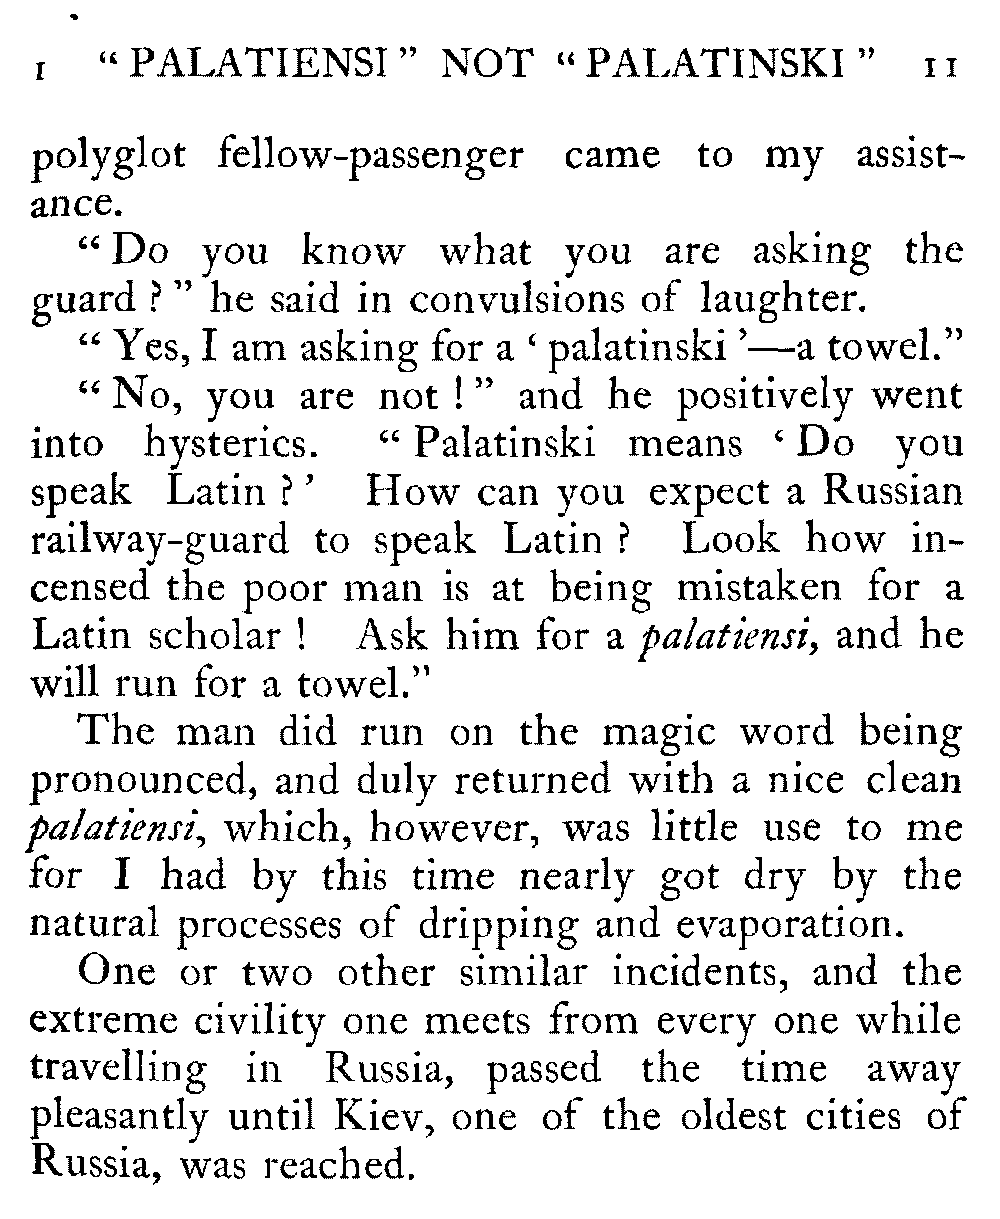 I “PALATIENSI” NOT “PALATINSKI” 11
polyglot fellow-passenger came to my assist-
ance.
“Do you know what you are asking the
guard?” he said in convulsions of laughter.
“Yes, I am asking for a ‘palatinski’—a towel.”
“No, you are not!” and he positively went
into hysterics. “Palatinski means ‘Do you
speak Latin?’ How can you expect a Russian
railway-guard to speak Latin? Look how in-
censed the poor man is at being mistaken for a
Latin scholar! Ask him for a palatiensi, and he
will run for a towel.”
The man did run on the magic word being
pronounced, and duly returned with a nice clean
palatiensi, which, however, was little use to me
for I had by this time nearly got dry by the
natural processes of dripping and evaporation.
One or two other similar incidents, and the
extreme civility one meets from every one while
travelling in Russia, passed the time away
pleasantly until Kiev, one of the oldest cities of
Russia, was reached.